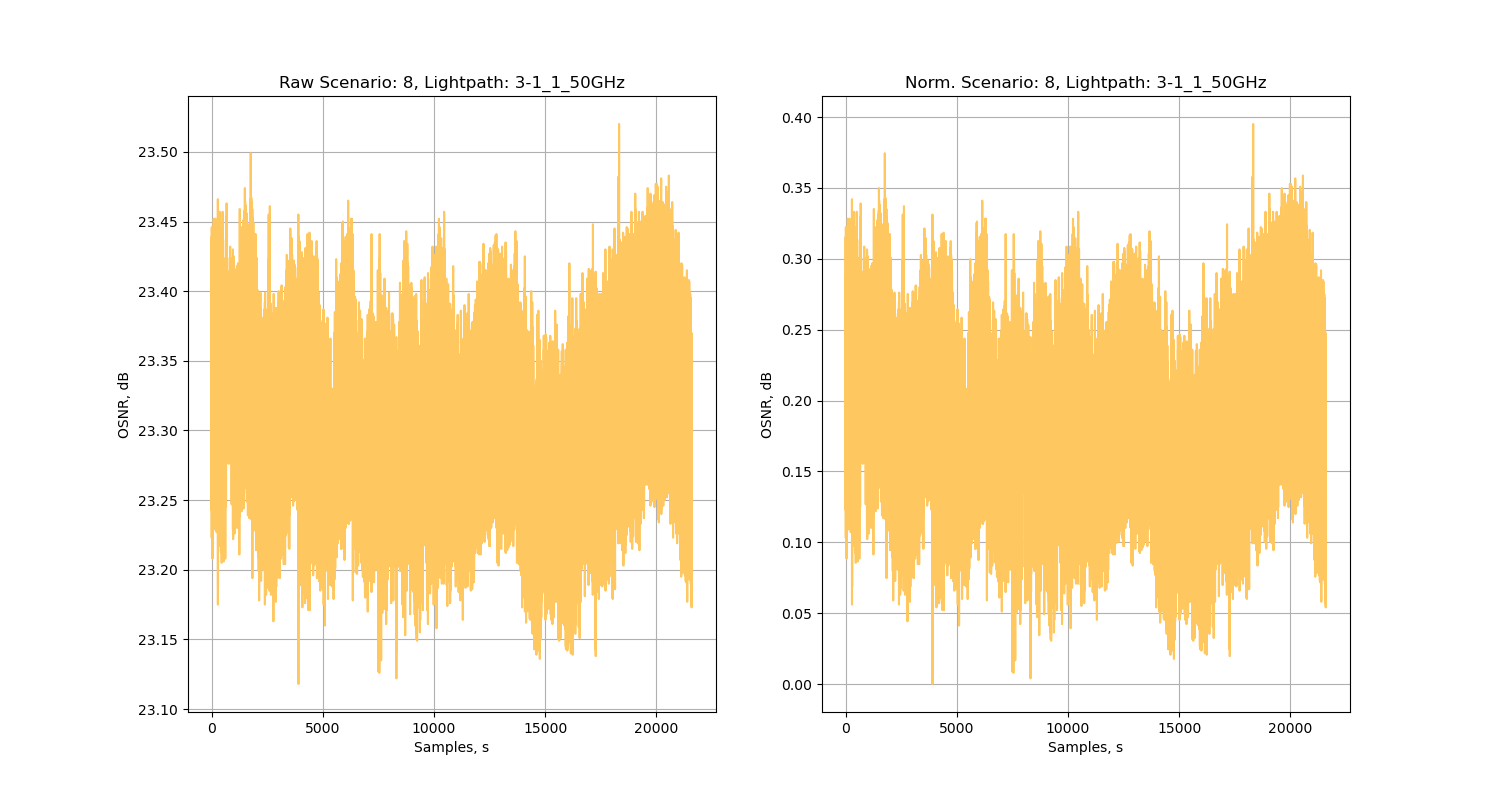 Raw Scenario: 8, Lightpath: 3-1_1_50GHz
23.50
23.45
23.40
23.35
23.30
23.25
23.20
23.15
23.10
OSNR, dB
0 5000 10000 15000 20000
Samples, s
Norm. Scenario: 8, Lightpath: 3-1_1_50GHz
0.40
0.35
0.30
0.25
0.20
0.15
0.10
0.05
0.00
OSNR, dB
0 5000 10000 15000 20000
Samples, s